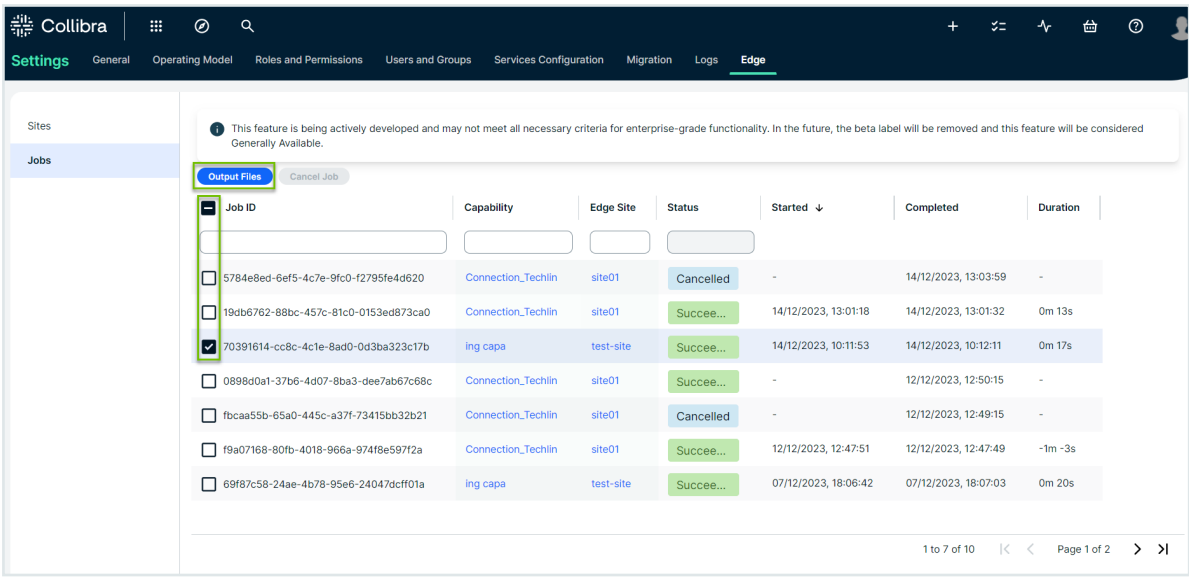 Collibra
Settings General Operating Model Roles and Permissions Users and Groups Services Configuration Migration Logs Edge
Sites
Jobs
This feature is being actively developed and may not meet all necessary criteria for enterprise-grade functionality. In the future, the beta label will be removed and this feature will be considered
Generally Available.
Output Files Cancel Job
Job ID Capability Edge Site Status Started Completed Duration
5784e8ed-6ef5-4c7e-9fc0-f2795fe4d620 Connection_Techlin site01 Cancelled - 14/12/2023, 13:03:59 -
19db6762-88bc-457c-81c0-0153ed873ca0 Connection_Techlin site01 Succee... 14/12/2023, 13:01:18 14/12/2023, 13:01:32 0m 13s
70391614-cc8c-4c1e-8ad0-0d3ba323c17b ing capa test-site Succee... 14/12/2023, 10:11:53 14/12/2023, 10:12:11 0m 17s
0898d0a1-37b6-4d07-8ba3-dee7ab67c68c Connection_Techlin site01 Succee... - 12/12/2023, 12:50:15 -
fbcaa55b-65a0-445c-a37f-73415bb32b21 Connection_Techlin site01 Cancelled - 12/12/2023, 12:49:15 -
f9a07168-80fb-4018-966a-974f8e597f2a Connection_Techlin site01 Succee... 12/12/2023, 12:47:51 12/12/2023, 12:47:49 -1m -3s
69f87c58-24ae-4b78-95e6-24047dcff01a ing capa test-site Succee... 07/12/2023, 18:06:42 07/12/2023, 18:07:03 0m 20s
1 to 7 of 10 Page 1 of 2